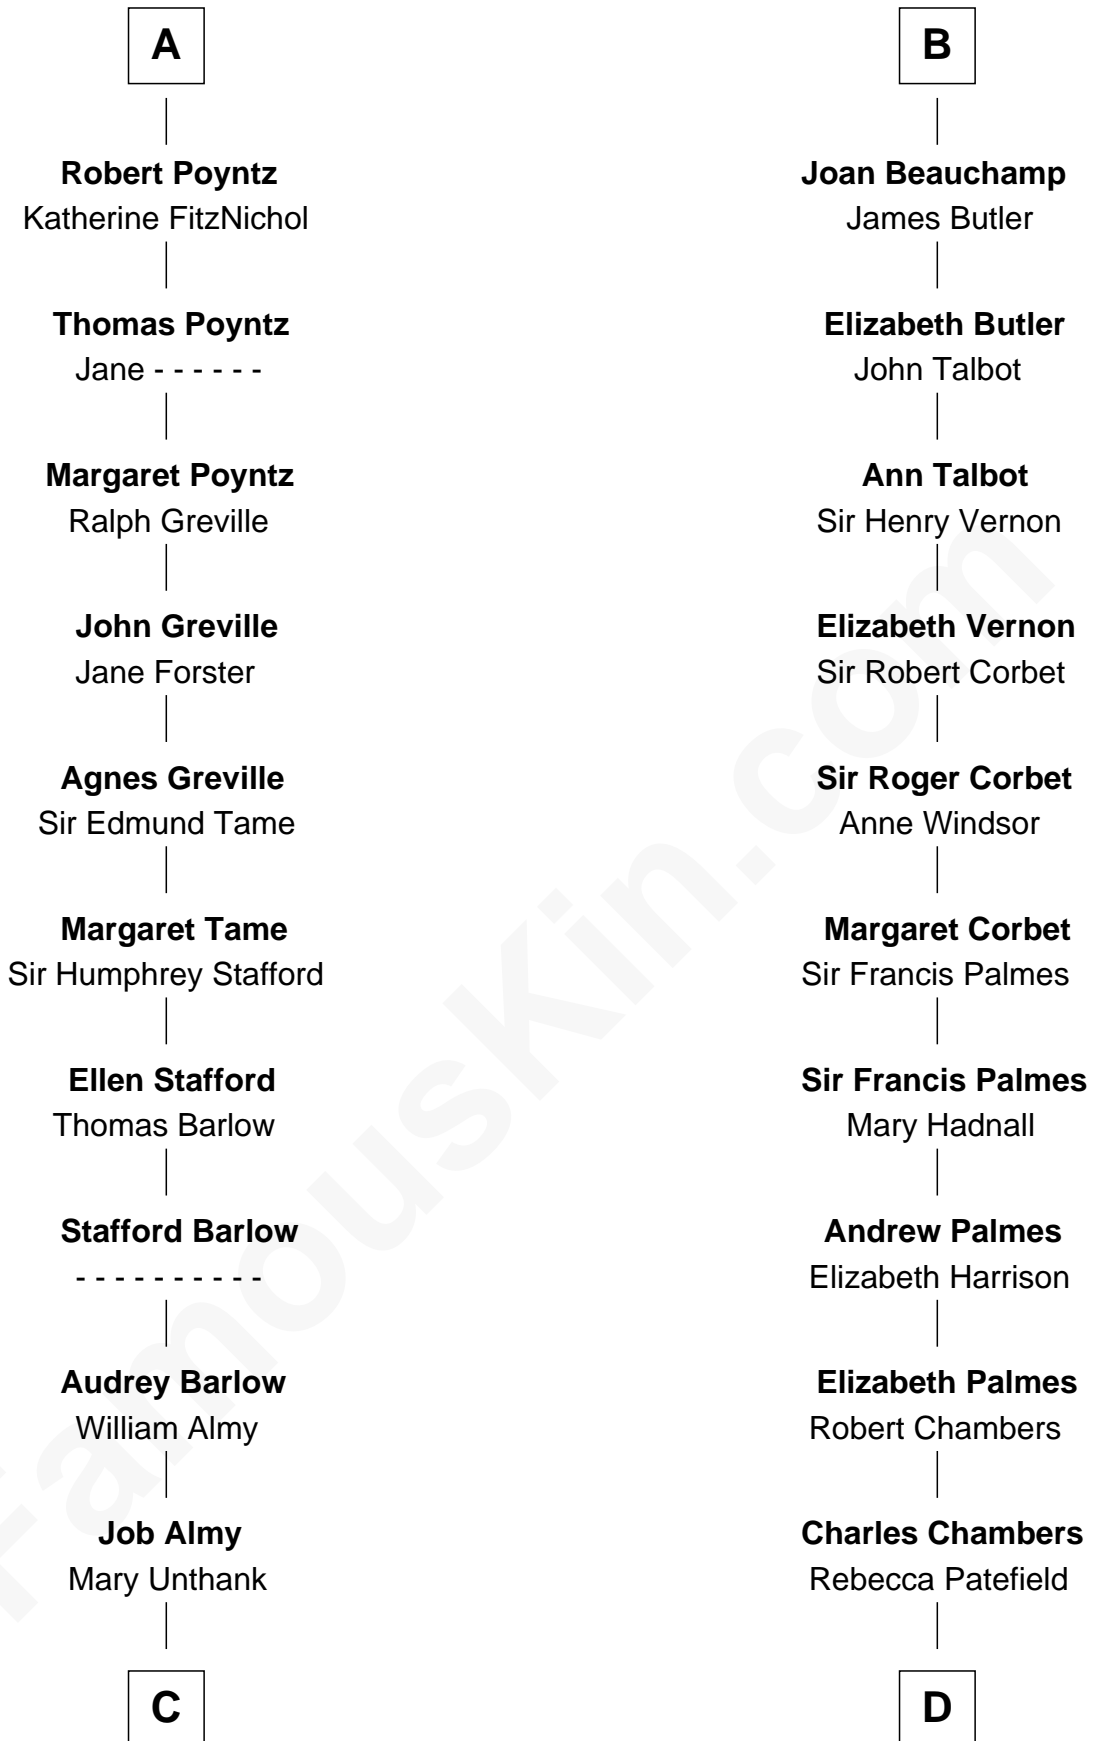 A
Robert Poyntz
Katherine FitzNichol
Thomas Poyntz
Jane - - - - - -
Margaret Poyntz
Ralph Greville
John Greville
Jane Forster
Agnes Greville
Sir Edmund Tame
Margaret Tame
Sir Humphrey Stafford
Ellen Stafford
Thomas Barlow
Stafford Barlow
- - - - - - - - - -
Audrey Barlow
William Almy
Job Almy
Mary Unthank
C
B
Joan Beauchamp
James Butler
Elizabeth Butler
John Talbot
Ann Talbot
Sir Henry Vernon
Elizabeth Vernon
Sir Robert Corbet
Sir Roger Corbet
Anne Windsor
Margaret Corbet
Sir Francis Palmes
Sir Francis Palmes
Mary Hadnall
Andrew Palmes
Elizabeth Harrison
Elizabeth Palmes
Robert Chambers
Charles Chambers
Rebecca Patefield
D
FamousKin.com